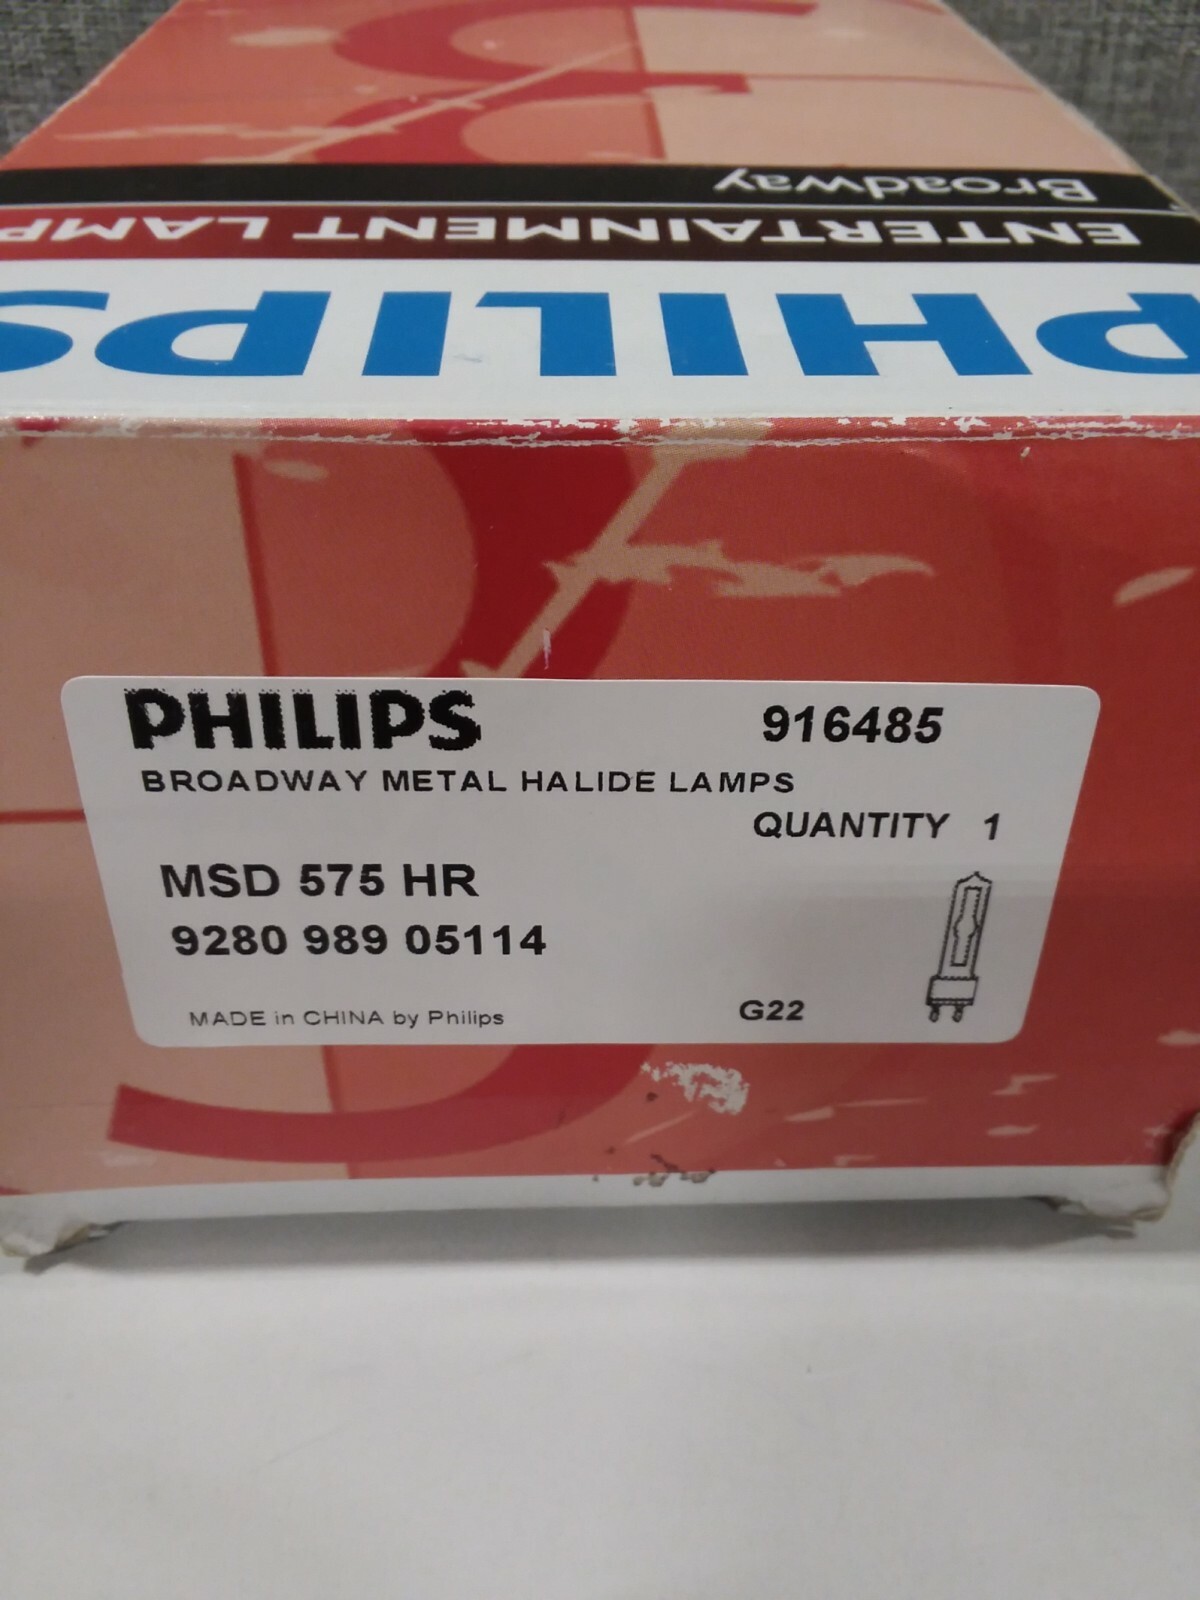 Broadway
ENTERTAINMENT LAMP
PHILIPS
PHILIPS 916485
BROADWAY METAL HALIDE LAMPS
QUANTITY 1
MSD 575 HR
9280 989 05114
MADE in CHINA by Philips G22